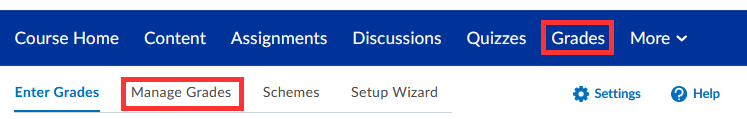 Course Home Content Assignments Discussions Quizzes Grades More
Enter Grades Manage Grades Schemes Setup Wizard Settings Help